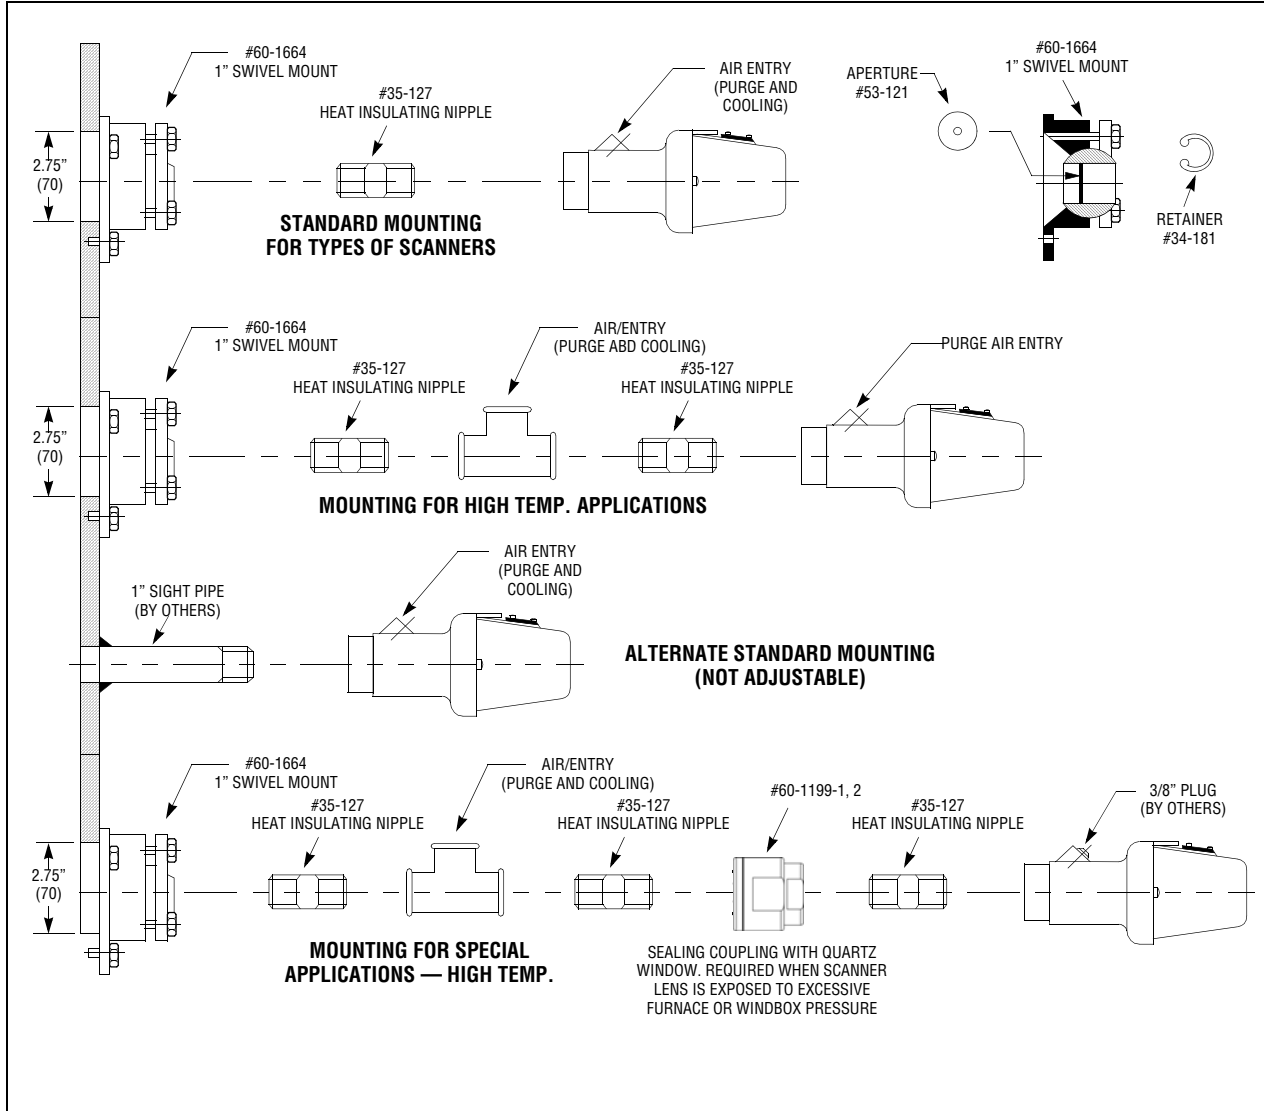 #60-1664
1” SWIVEL MOUNT
#35-127
HEAT INSULATING NIPPLE
AIR ENTRY
(PURGE AND
COOLING)
APERTURE
#53-121
#60-1664
1” SWIVEL MOUNT
2.75”
(70)
RETAINER
#34-181
STANDARD MOUNTING
FOR TYPES OF SCANNERS
#60-1664
1” SWIVEL MOUNT
#35-127
HEAT INSULATING NIPPLE
AIR/ENTRY
(PURGE ABD COOLING)
#35-127
HEAT INSULATING NIPPLE
PURGE AIR ENTRY
2.75”
(70)
MOUNTING FOR HIGH TEMP. APPLICATIONS
1” SIGHT PIPE
(BY OTHERS)
AIR ENTRY
(PURGE AND
COOLING)
ALTERNATE STANDARD MOUNTING
(NOT ADJUSTABLE)
#60-1664
1” SWIVEL MOUNT
#35-127
HEAT INSULATING NIPPLE
AIR/ENTRY
(PURGE AND COOLING)
#35-127
HEAT INSULATING NIPPLE
#60-1199-1, 2
#35-127
HEAT INSULATING NIPPLE
3/8” PLUG
(BY OTHERS)
2.75”
(70)
MOUNTING FOR SPECIAL
APPLICATIONS — HIGH TEMP.
SEALING COUPLING WITH QUARTZ
WINDOW. REQUIRED WHEN SCANNER
LENS IS EXPOSED TO EXCESSIVE
FURNACE OR WINDBOX PRESSURE